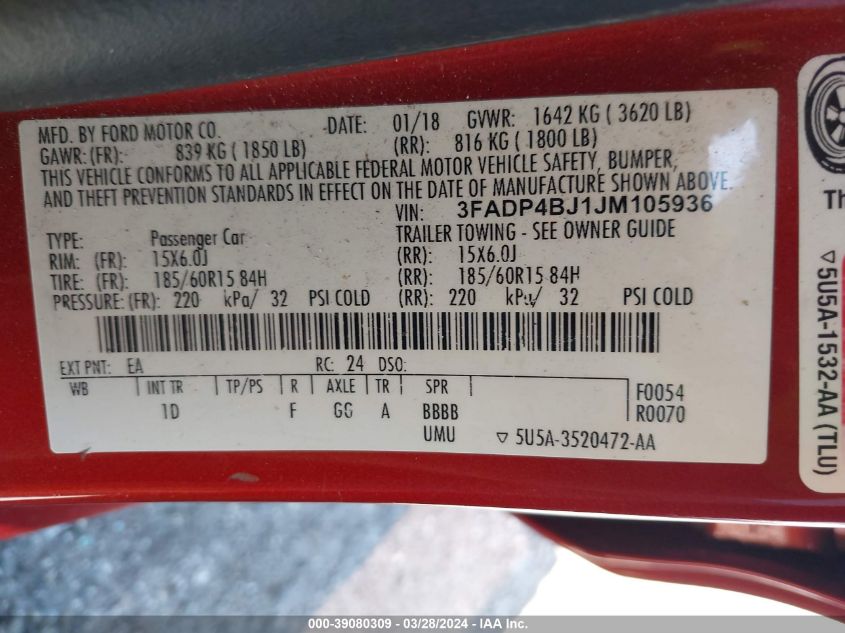 MFD. BY FORD MOTOR CO. DATE: 01/18 GVWR: 1642 KG ( 3620 LB)
GAWR: (FR): 839 KG ( 1850 LB) (RR): 816 KG ( 1800 LB)
THIS VEHICLE CONFORMS TO ALL APPLICABLE FEDERAL MOTOR VEHICLE SAFETY, BUMPER,
AND THEFT PREVENTION STANDARDS IN EFFECT ON THE DATE OF MANUFACTURE SHOWN ABOVE.
VIN: 3FADP4BJ1JM105936
TYPE: Passenger Car TRAILER TOWING - SEE OWNER GUIDE
RIM: (FR): 15X6.0J (RR): 15X6.0J
TIRE: (FR): 185/60R15 84H (RR): 185/60R15 84H
PRESSURE: (FR): 220 kPa/ 32 PSI COLD (RR): 220 kPa/ 32 PSI COLD
EXT PNT: EA RC: 24 DSO:
WB INT TR TP/PS R AXLE TR SPR F0054
1D F GG A BBBB R0070
UMU ▽ 5U5A-3520472-AA
Th
▽ 5U5A-1532-AA (TLU)
000-39080309 - 03/28/2024 - IAA Inc.